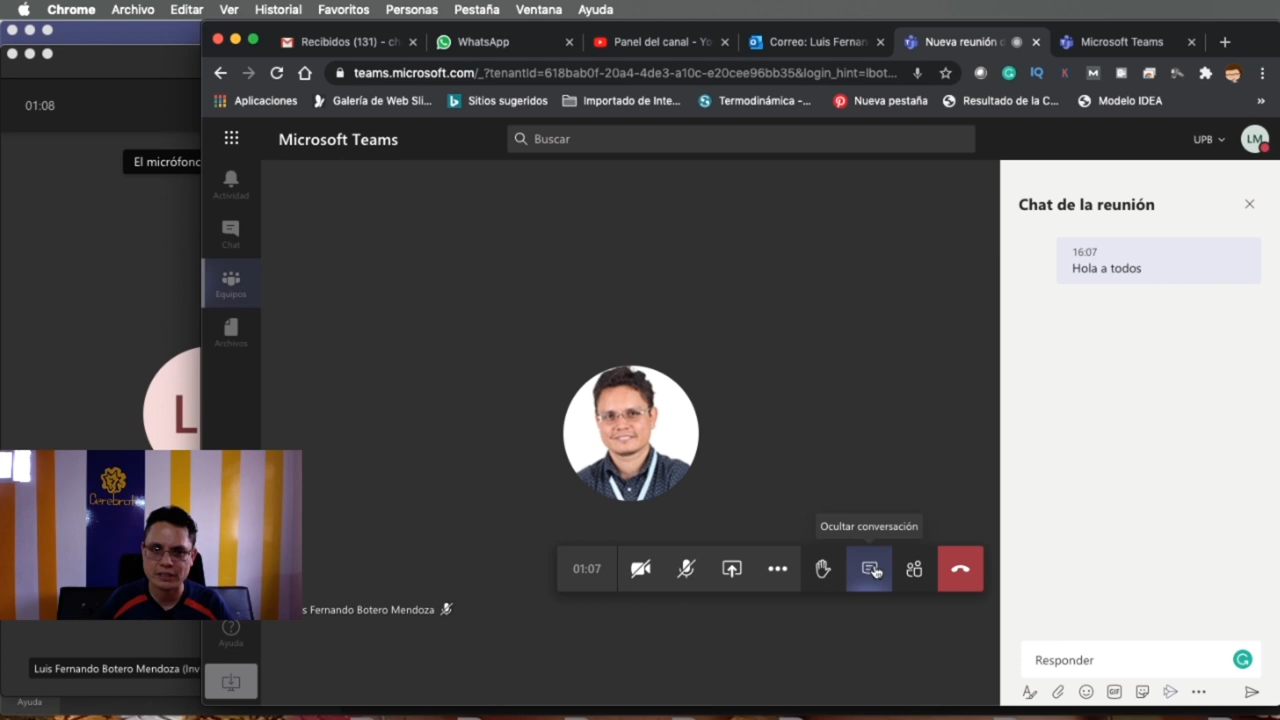 Chrome Archivo Editar Ver Historial Favoritos Personas Pestaña Ventana Ayuda
Recibidos (131) - ch
WhatsApp
Panel del canal - Yo
Correo: Luis Fernan
Nueva reunión
Microsoft Teams
teams.microsoft.com/_?tenantId=618bab0f-20a4-4de3-a10c-e20cee96bb35&login_hint=lbot...
Aplicaciones
Galería de Web Sli...
Sitios sugeridos
Importado de Inte...
Termodinámica -...
Nueva pestaña
Resultado de la C...
Modelo IDEA
»
01:08
El micrófono
Microsoft Teams
Buscar
UPB
LM
Actividad
Chat
Equipos
Archivos
Chat de la reunión
16:07
Hola a todos
L
Cerebrot
Ocultar conversación
01:07
s Fernando Botero Mendoza
Ayuda
Luis Fernando Botero Mendoza (Inv
Ayuda
Responder
GIF